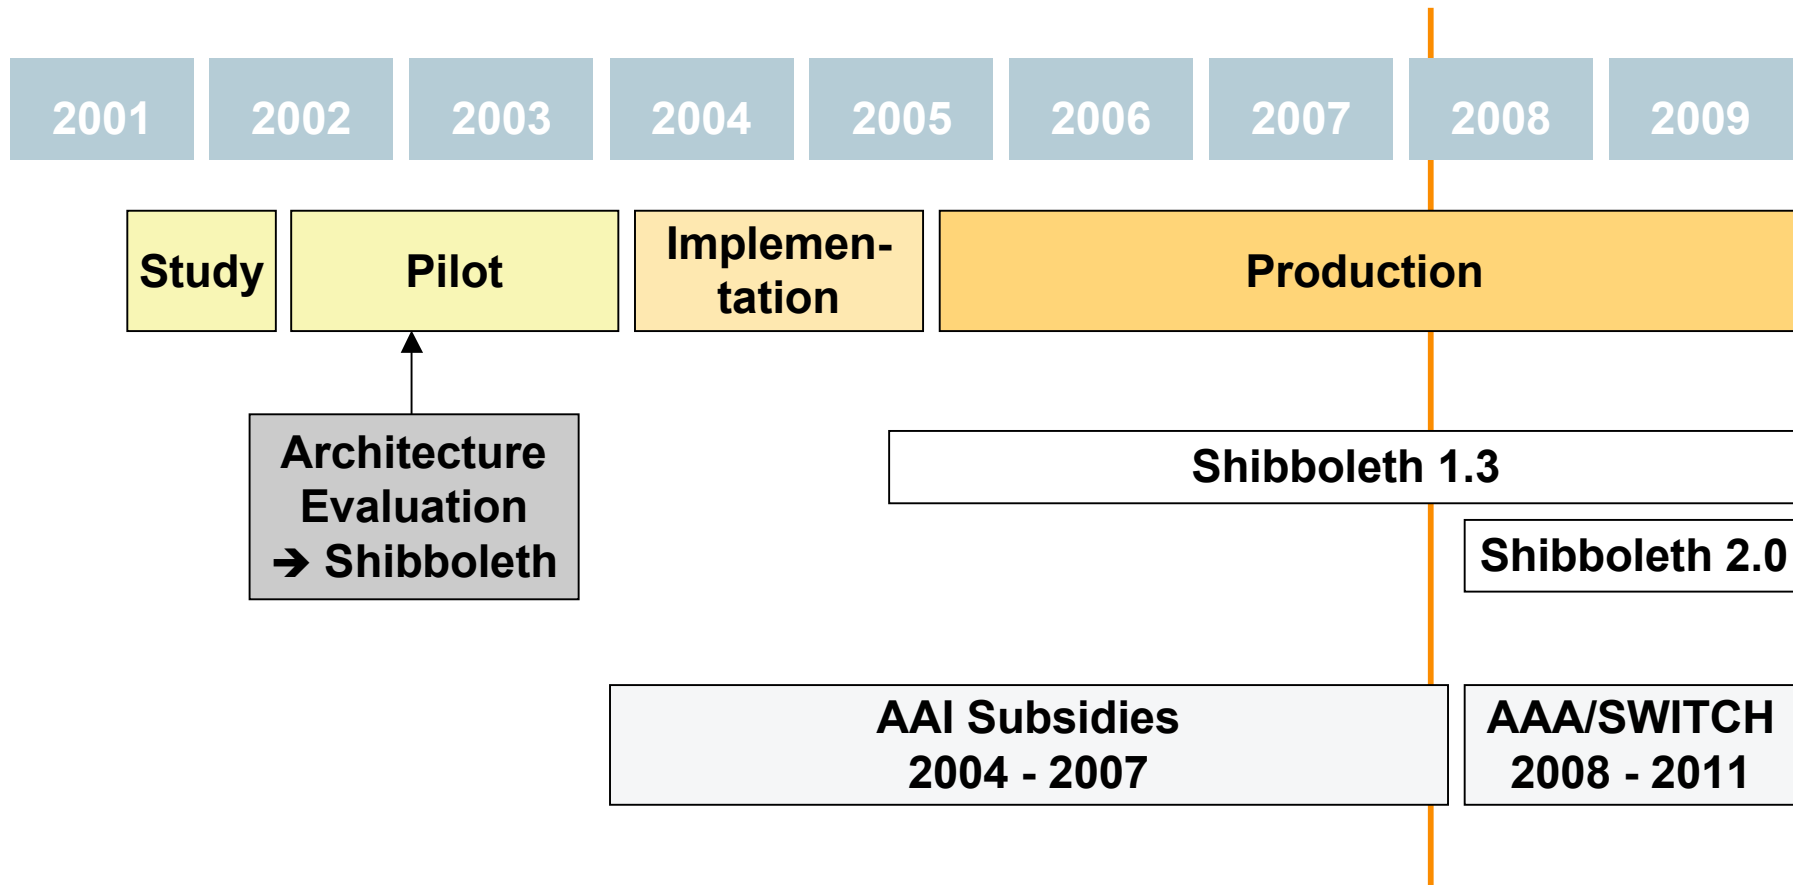 2001 2002 2003 2004 2005 2006 2007 2008 2009
Study
Pilot
Implemen-
tation
Production
Architecture
Evaluation
➔ Shibboleth
Shibboleth 1.3
Shibboleth 2.0
AAI Subsidies
2004 - 2007
AAA/SWITCH
2008 - 2011